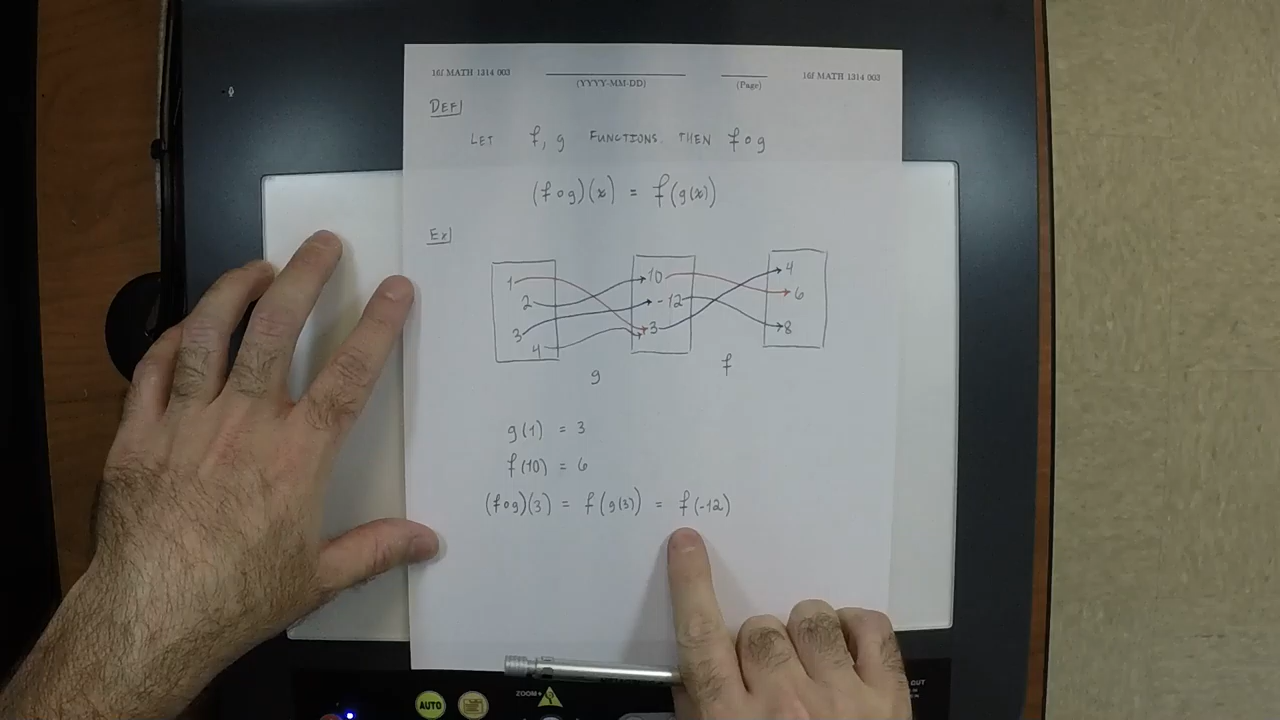 16f MATH 1314 003 (YYYY-MM-DD) (Page) 16f MATH 1314 003
DEF
LET f, g FUNCTIONS. THEN f∘g
(f∘g)(x) = f(g(x))
Ex
1 10 4
2 -12 6
3 3 8
4
g f
g(1) = 3
f(10) = 6
(f∘g)(3) = f(g(3)) = f(-12)
ZOOM+
AUTO